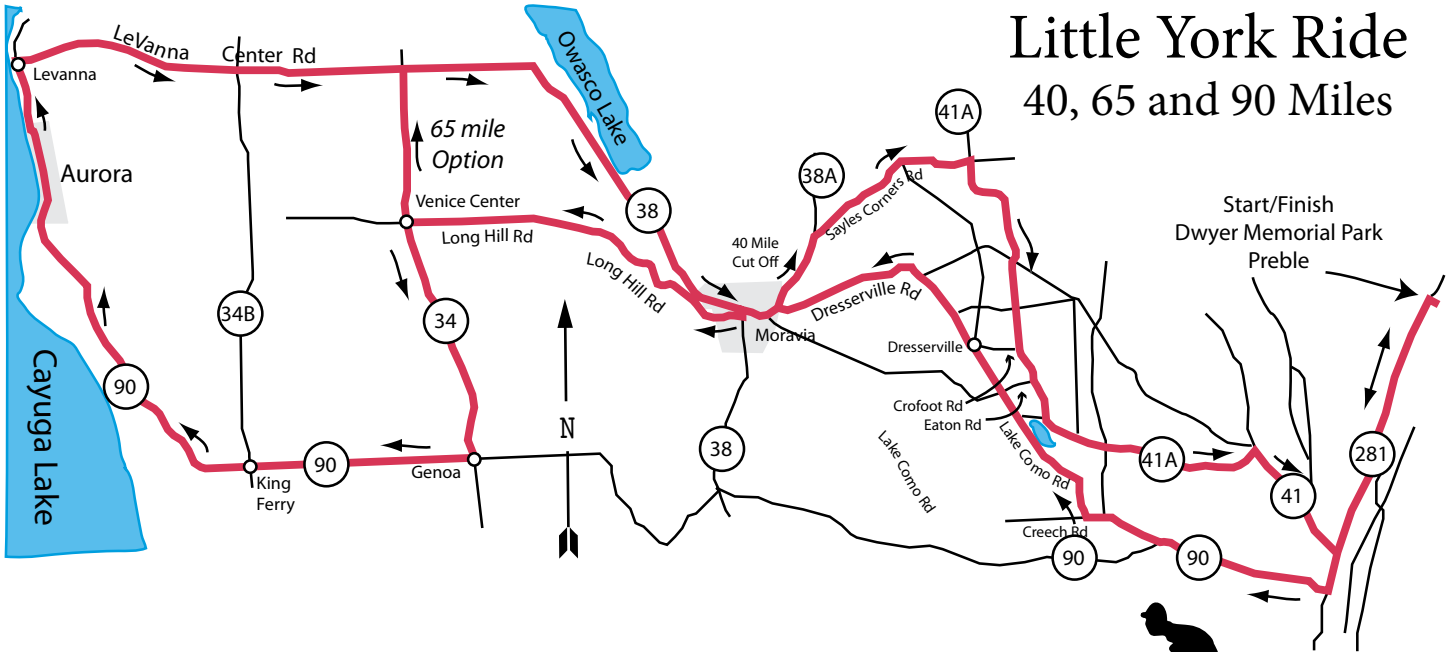 Little York Ride
40, 65 and 90 Miles
LeVanna
Center Rd
Levanna
Owasco Lake
41A
65 mile
Option
Aurora
38A
Sayles Corners Rd
Venice Center
Long Hill Rd
38
40 Mile
Cut Off
Start/Finish
Dwyer Memorial Park
Preble
Long Hill Rd
Dresserville Rd
34B
34
Moravia
Dresserville
Cayuga Lake
90
Crofoot Rd
Eaton Rd
N
Lake Como Rd
Lake Como Rd
38
41A
281
90
Genoa
King
Ferry
41
Creech Rd
90
90